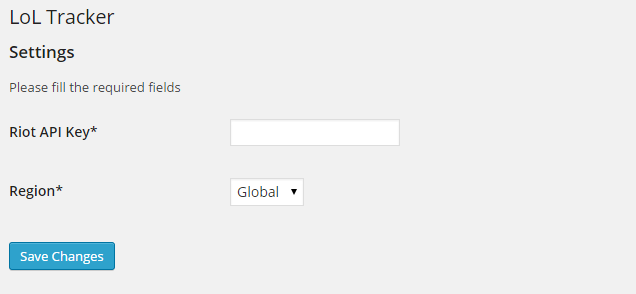 LoL Tracker
Settings
Please fill the required fields
Riot API Key*
Region* Global
Save Changes